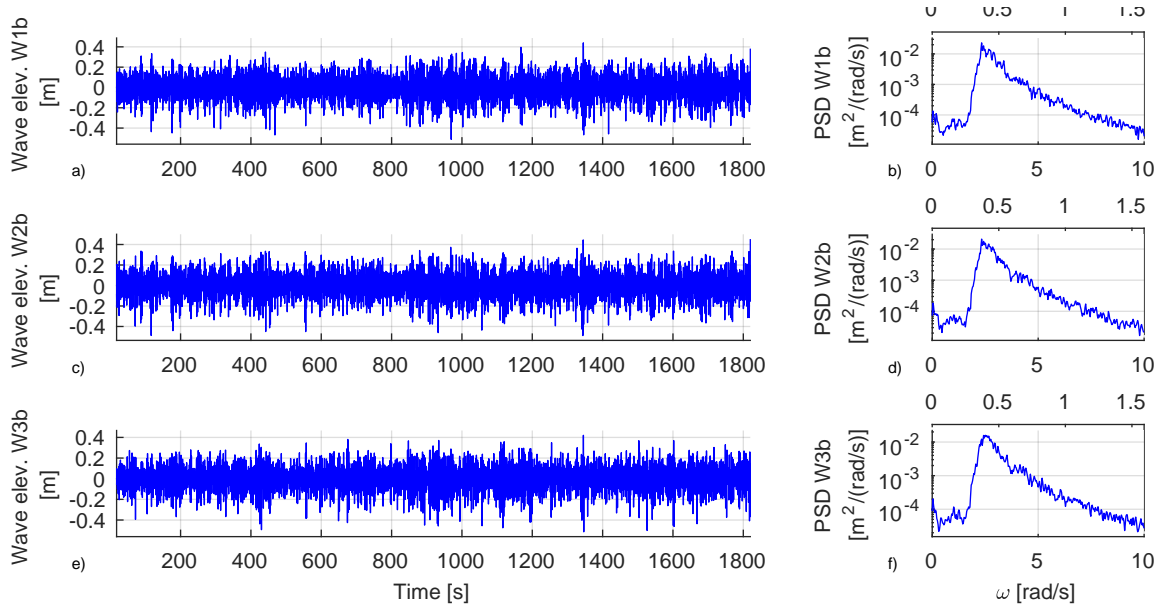 0 0.5 1 1.5
Wave elev. W1b
[m]
0.4
0.2
0
-0.2
-0.4
a)
200 400 600 800 1000 1200 1400 1600 1800
PSD W1b
[m²/(rad/s)]
10⁻²
10⁻³
10⁻⁴
b)
0 5 10
0 0.5 1 1.5
Wave elev. W2b
[m]
0.4
0.2
0
-0.2
-0.4
c)
200 400 600 800 1000 1200 1400 1600 1800
PSD W2b
[m²/(rad/s)]
10⁻²
10⁻³
10⁻⁴
d)
0 5 10
0 0.5 1 1.5
Wave elev. W3b
[m]
0.4
0.2
0
-0.2
-0.4
e)
200 400 600 800 1000 1200 1400 1600 1800
Time [s]
PSD W3b
[m²/(rad/s)]
10⁻²
10⁻³
10⁻⁴
f)
0 5 10
ω [rad/s]